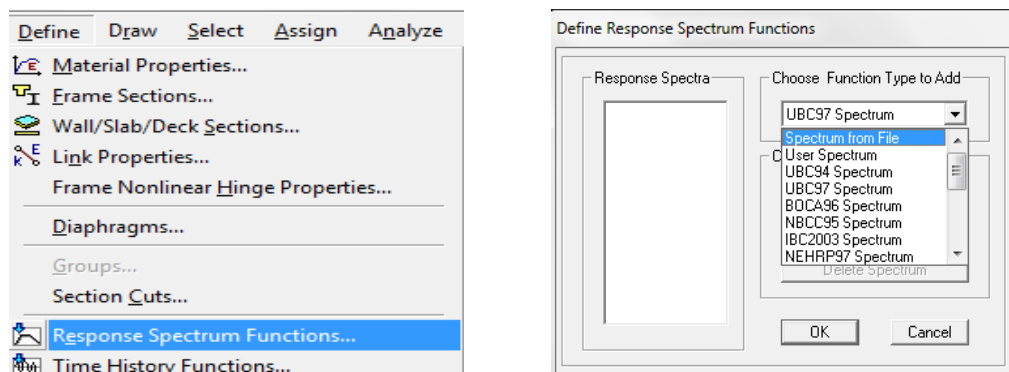 Define Draw Select Assign Analyze
Material Properties...
Frame Sections...
Wall/Slab/Deck Sections...
Link Properties...
Frame Nonlinear Hinge Properties...
Diaphragms...
Groups...
Section Cuts...
Response Spectrum Functions...
Time History Functions...
Define Response Spectrum Functions
Response Spectra
Choose Function Type to Add
UBC97 Spectrum
Spectrum from File
C
User Spectrum
UBC94 Spectrum
UBC97 Spectrum
BOCA96 Spectrum
NBCC95 Spectrum
IBC2003 Spectrum
NEHRP97 Spectrum
Delete Spectrum
OK Cancel